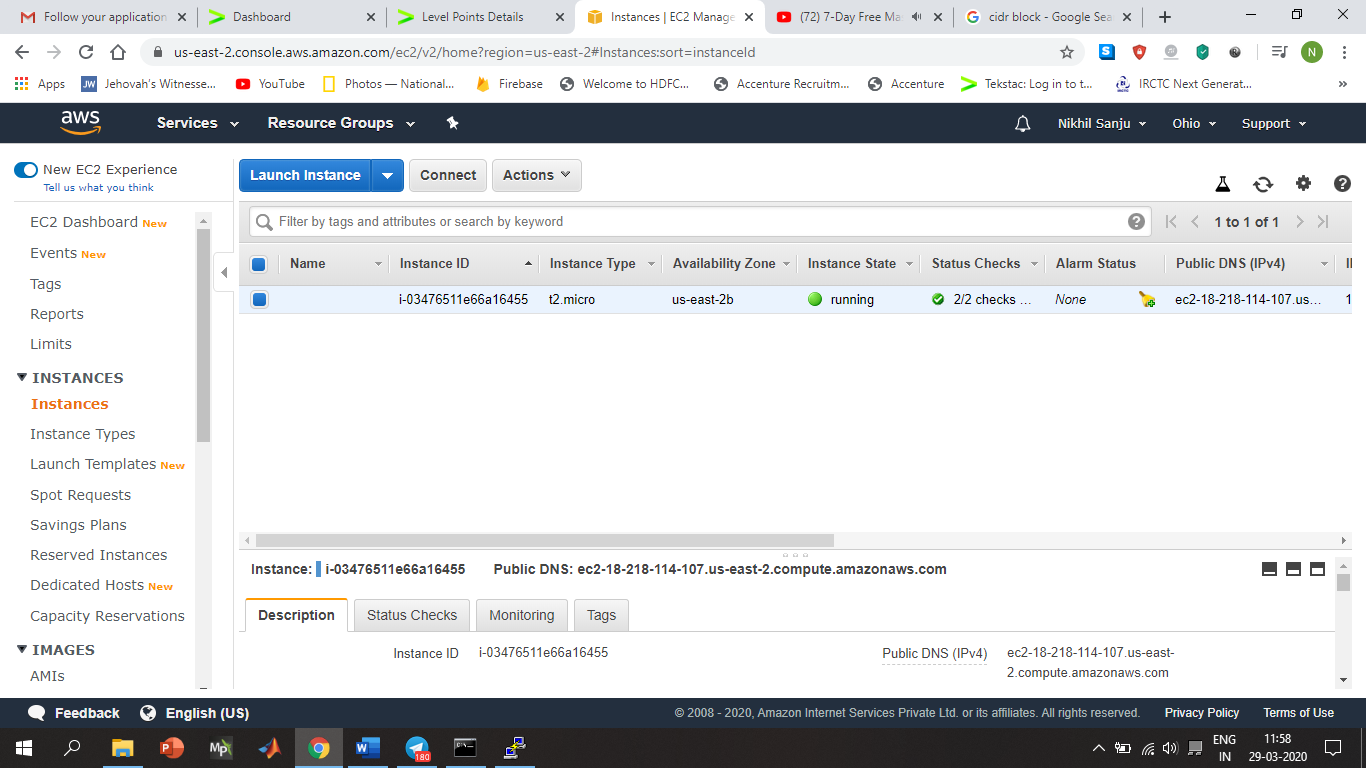 Follow your application
Dashboard
Level Points Details
Instances | EC2 Manage
(72) 7-Day Free Ma
cidr block - Google Sea
us-east-2.console.aws.amazon.com/ec2/v2/home?region=us-east-2#Instances:sort=instanceId
S
N
Apps
JW
Jehovah's Witnesse...
YouTube
Photos — National...
Firebase
Welcome to HDFC...
Accenture Recruitm...
Accenture
Tekstac: Log in to t...
IRCTC Next Generat...
»
aws
Services
Resource Groups
Nikhil Sanju
Ohio
Support
New EC2 Experience
Tell us what you think
Launch Instance
Connect
Actions
EC2 Dashboard New
Events New
Tags
Reports
Limits
INSTANCES
Instances
Instance Types
Launch Templates New
Spot Requests
Savings Plans
Reserved Instances
Dedicated Hosts New
Capacity Reservations
IMAGES
AMIs
Filter by tags and attributes or search by keyword
1 to 1 of 1
Name Instance ID Instance Type Availability Zone Instance State Status Checks Alarm Status Public DNS (IPv4)
i-03476511e66a16455 t2.micro us-east-2b running 2/2 checks ... None ec2-18-218-114-107.us... 1
Instance: i-03476511e66a16455 Public DNS: ec2-18-218-114-107.us-east-2.compute.amazonaws.com
Description Status Checks Monitoring Tags
Instance ID i-03476511e66a16455
Public DNS (IPv4) ec2-18-218-114-107.us-east-
2.compute.amazonaws.com
Feedback
English (US)
© 2008 - 2020, Amazon Internet Services Private Ltd. or its affiliates. All rights reserved.
Privacy Policy
Terms of Use
Mp
180
ENG
IN
11:58
29-03-2020